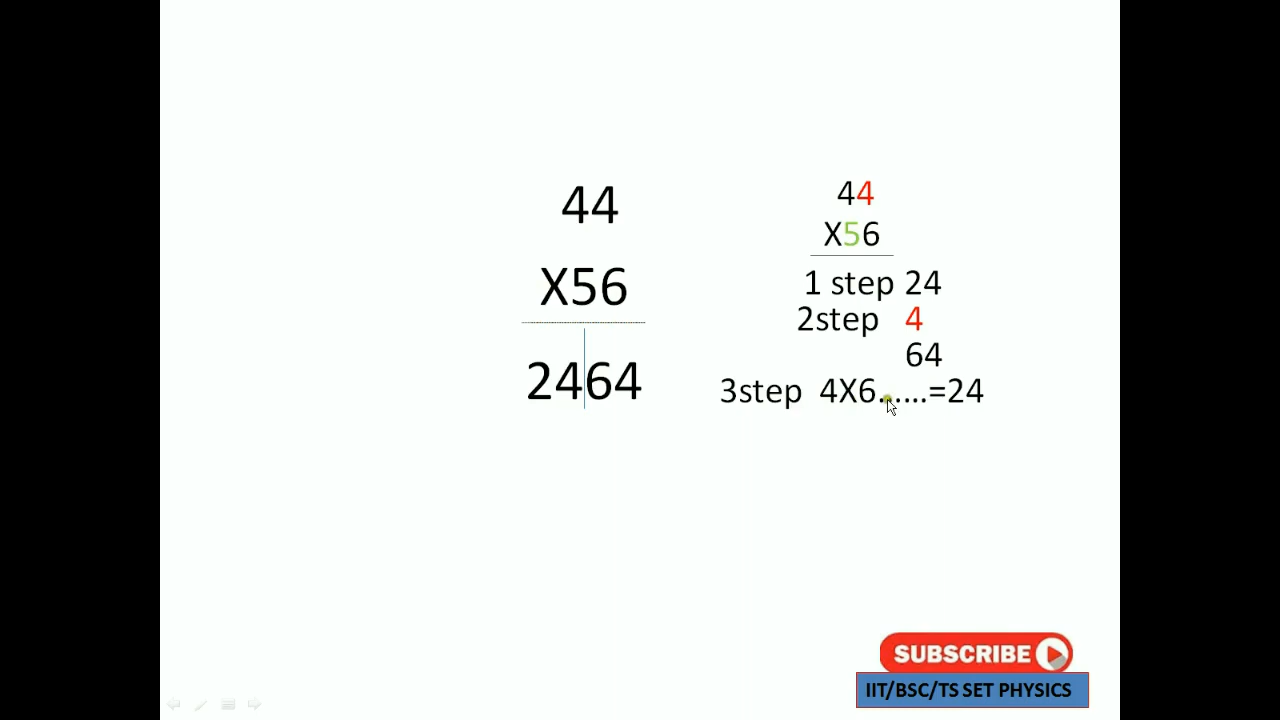 44
X56
2464
44
X56
1 step 24
2step 4
64
3step 4X6......=24
SUBSCRIBE
IIT/BSC/TS SET PHYSICS